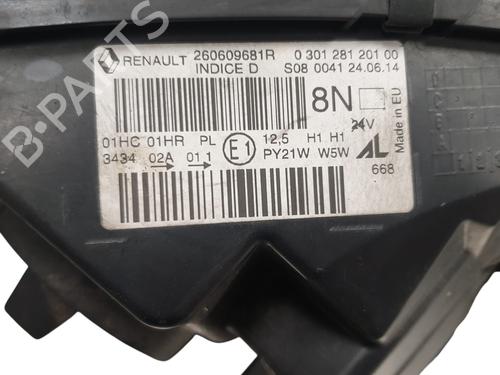 RENAULT 260609681R 0 301 281 201 00
INDICE D S08 0041 24.06.14
8N
01HC 01HR PL E1 12,5 H1 H1 24V
3434 02A 01 1 PY21W W5W AL
668
Made in EU